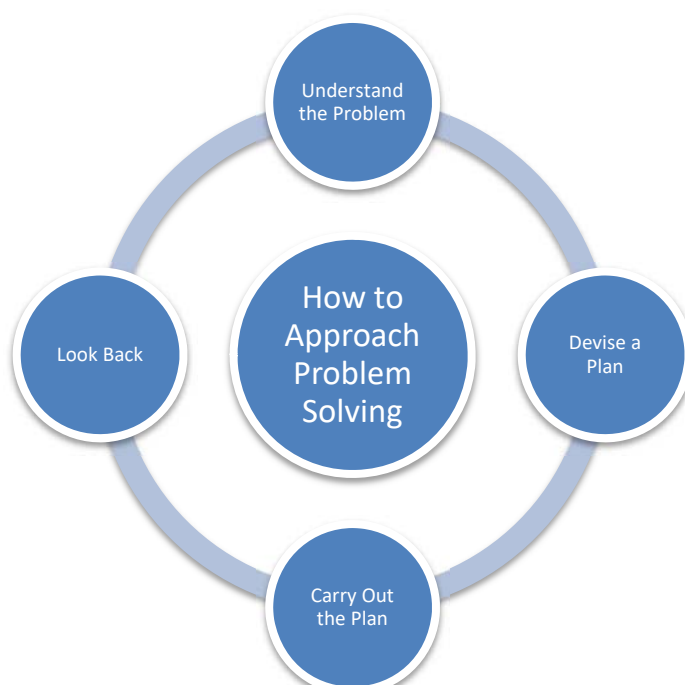 Understand
the Problem
How to
Approach
Problem
Solving
Look Back
Devise a
Plan
Carry Out
the Plan